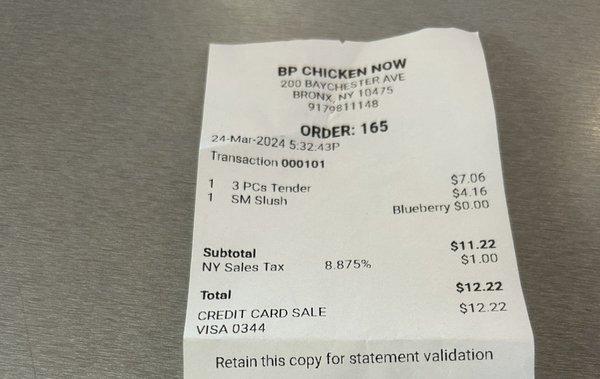 BP CHICKEN NOW
200 BAYCHESTER AVE
BRONX, NY 10475
9179811148
ORDER: 165
24-Mar-2024 5:32:43P
Transaction 000101
1 3 PCs Tender $7.06
1 SM Slush $4.16
Blueberry $0.00
Subtotal $11.22
NY Sales Tax 8.875% $1.00
Total $12.22
CREDIT CARD SALE $12.22
VISA 0344
Retain this copy for statement validation